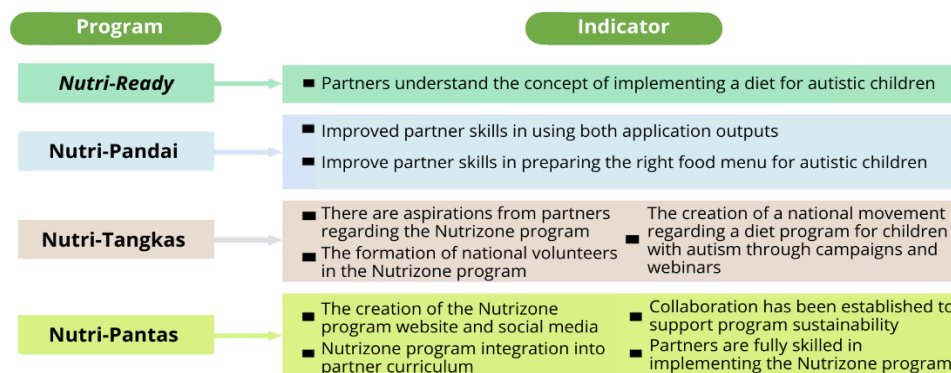 Program
Indicator
Nutri-Ready
Partners understand the concept of implementing a diet for autistic children
Nutri-Pandai
Improved partner skills in using both application outputs
Improve partner skills in preparing the right food menu for autistic children
Nutri-Tangkas
There are aspirations from partners
regarding the Nutrizone program
The formation of national volunteers
in the Nutrizone program
The creation of a national movement
regarding a diet program for children
with autism through campaigns and
webinars
Nutri-Pantas
The creation of the Nutrizone
program website and social media
Nutrizone program integration into
partner curriculum
Collaboration has been established to
support program sustainability
Partners are fully skilled in
implementing the Nutrizone program